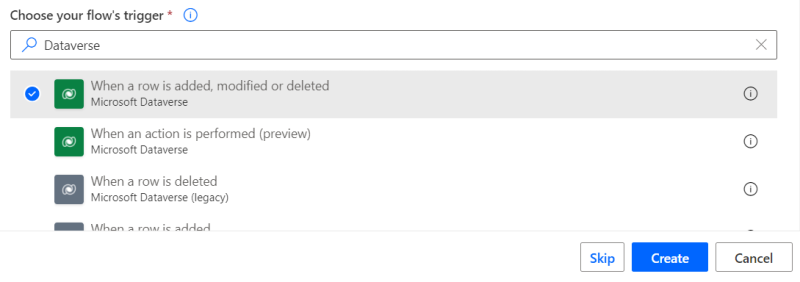 Choose your flow's trigger *
Dataverse
When a row is added, modified or deleted
Microsoft Dataverse
When an action is performed (preview)
Microsoft Dataverse
When a row is deleted
Microsoft Dataverse (legacy)
When a row is added
Skip
Create
Cancel